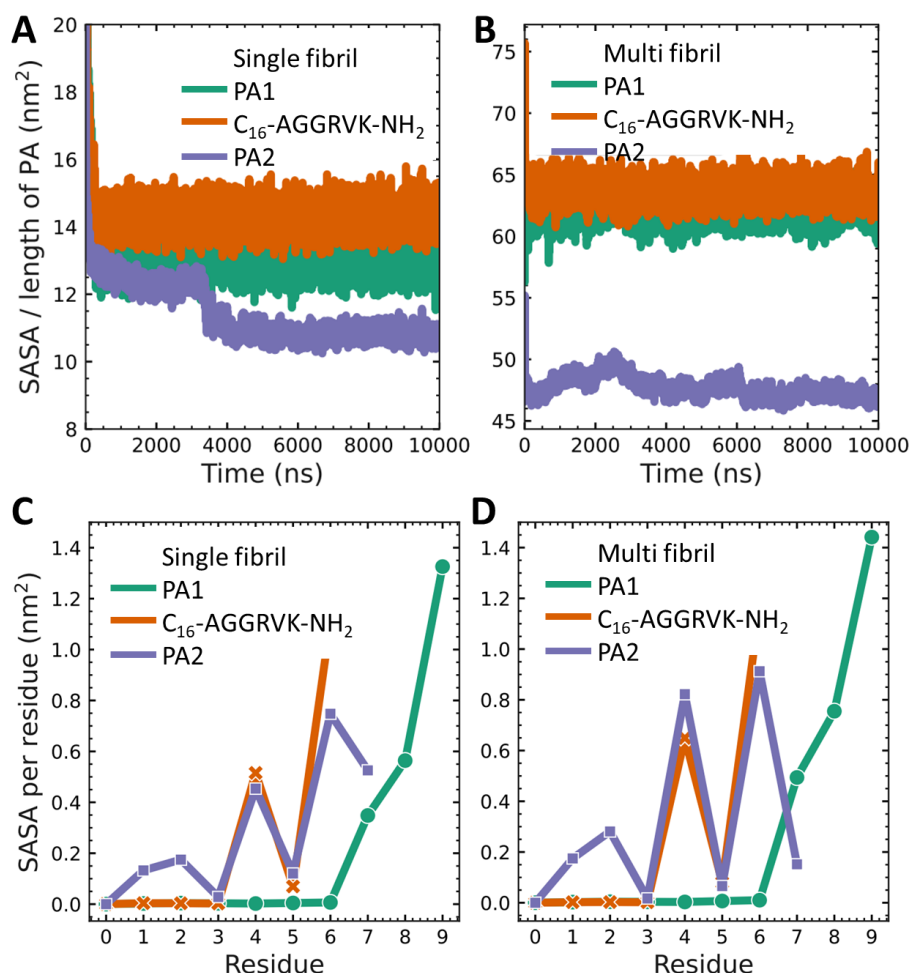 A
SASA / length of PA (nm²)
20
18
16
14
12
10
8
Single fibril
PA1
C₁₆-AGGRVK-NH₂
PA2
0 2000 4000 6000 8000 10000
Time (ns)
B
75
70
65
60
55
50
45
Multi fibril
PA1
C₁₆-AGGRVK-NH₂
PA2
0 2000 4000 6000 8000 10000
Time (ns)
C
SASA per residue (nm²)
1.4
1.2
1.0
0.8
0.6
0.4
0.2
0.0
Single fibril
PA1
C₁₆-AGGRVK-NH₂
PA2
0 1 2 3 4 5 6 7 8 9
Residue
D
1.4
1.2
1.0
0.8
0.6
0.4
0.2
0.0
Multi fibril
PA1
C₁₆-AGGRVK-NH₂
PA2
0 1 2 3 4 5 6 7 8 9
Residue